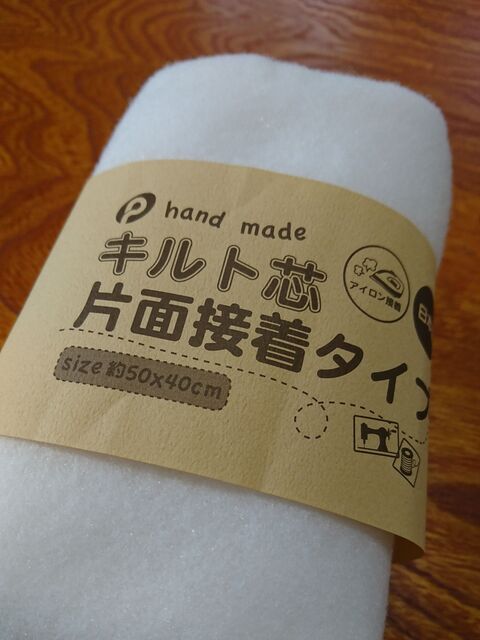 hand made
キルト芯
片面接着タイプ
size 約50x40cm
アイロン接着